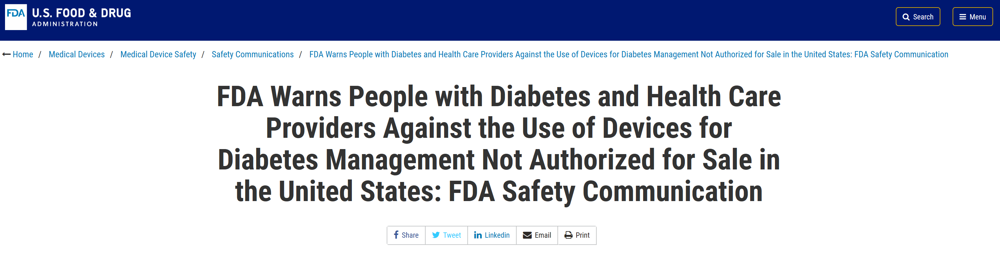 FDA U.S. FOOD & DRUG
ADMINISTRATION
Search Menu
Home / Medical Devices / Medical Device Safety / Safety Communications / FDA Warns People with Diabetes and Health Care Providers Against the Use of Devices for Diabetes Management Not Authorized for Sale in the United States: FDA Safety Communication
FDA Warns People with Diabetes and Health Care
Providers Against the Use of Devices for
Diabetes Management Not Authorized for Sale in
the United States: FDA Safety Communication
Share Tweet Linkedin Email Print